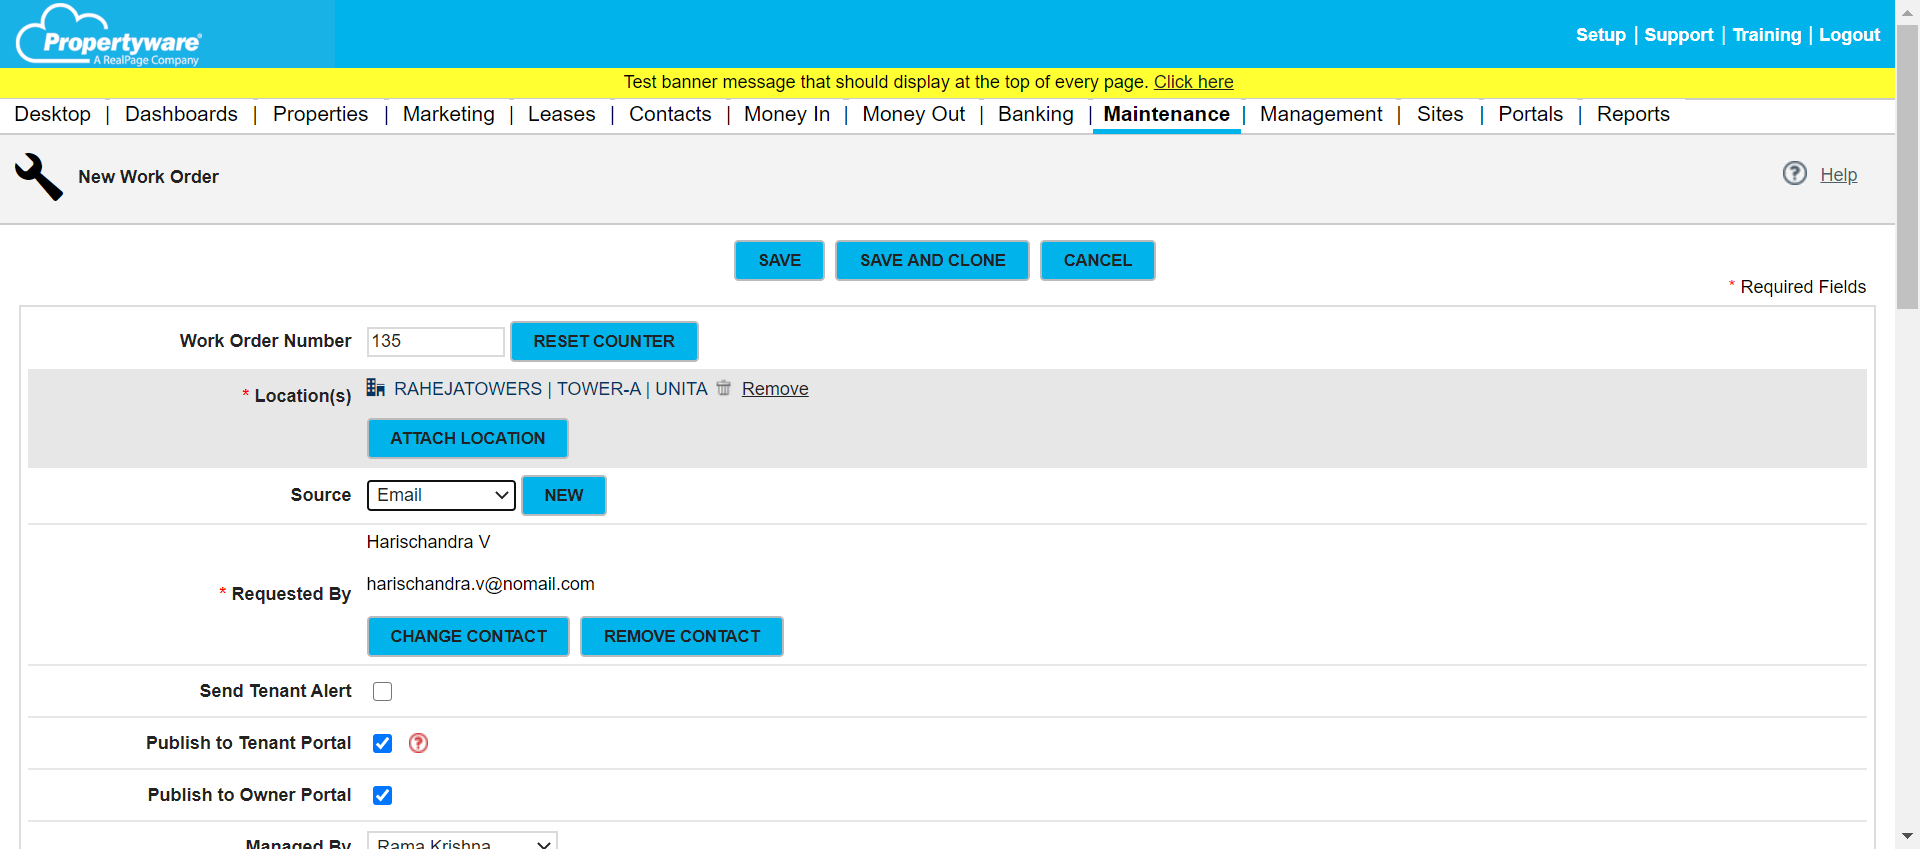 Propertyware
A RealPage Company
Setup | Support | Training | Logout
Test banner message that should display at the top of every page. Click here
Desktop | Dashboards | Properties | Marketing | Leases | Contacts | Money In | Money Out | Banking | Maintenance | Management | Sites | Portals | Reports
New Work Order
? Help
SAVE SAVE AND CLONE CANCEL
* Required Fields
Work Order Number 135 RESET COUNTER
* Location(s) RAHEJATOWERS | TOWER-A | UNITA Remove
ATTACH LOCATION
Source Email NEW
Harischandra V
harischandra.v@nomail.com
* Requested By
CHANGE CONTACT REMOVE CONTACT
Send Tenant Alert
Publish to Tenant Portal ?
Publish to Owner Portal
Managed By Rama Krishna